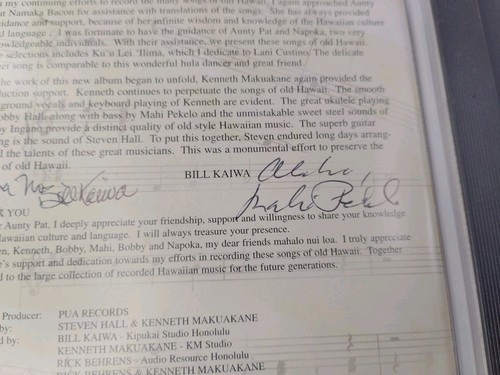 my continuing efforts to record the many songs of old Hawaii, I again approached Aunty
Pat Namaka Bacon for assistance with translations of the songs. She has always provided
guidance and support, because of her infinite wisdom and knowledge of the Hawaiian culture
language. I was fortunate to have the guidance of Aunty Pat and Napoka, two very
knowledgeable individuals. With their assistance, we present these songs of old Hawaii.
selections includes Ku'u Lei 'Ilima, which I dedicate to Lani Custino. The delicate
song is comparable to this wonderful hula dancer and great friend.
the work of this new album began to unfold, Kenneth Makuakane again provided the
support. Kenneth continues to perpetuate the songs of old Hawaii. The smooth
ground vocals and keyboard playing of Kenneth are evident. The great ukulele playing
Bobby Hall, along with bass by Mahi Pekelo and the unmistakable sweet steel sounds of
by Ingano provide a distinct quality of old style Hawaiian music. The superb guitar
ing is the sound of Steven Hall. To put this together, Steven endured long days arrang-
the talents of these great musicians. This was a monumental effort to preserve the
of old Hawaii.
Bill Kaiwa
BILL KAIWA Aloha,
K YOU
Aunty Pat. I deeply appreciate your friendship, support and willingness to share your knowledge
Hawaiian culture and language. I will always treasure your presence.
en, Kenneth, Bobby, Mahi, Bobby and Napoka, my dear friends mahalo nui loa. I truly appreciate
e's support and dedication towards my efforts in recording these songs of old Hawaii. Together
ed to the large collection of recorded Hawaiian music for the future generations.
Producer: PUA RECORDS
by: STEVEN HALL & KENNETH MAKUAKANE
d by: BILL KAIWA - Kipukai Studio Honolulu
KENNETH MAKUAKANE - KM Studio
RICK BEHRENS - Audio Resource Honolulu
RICK BEHRENS & KENNETH MAKUAKANE